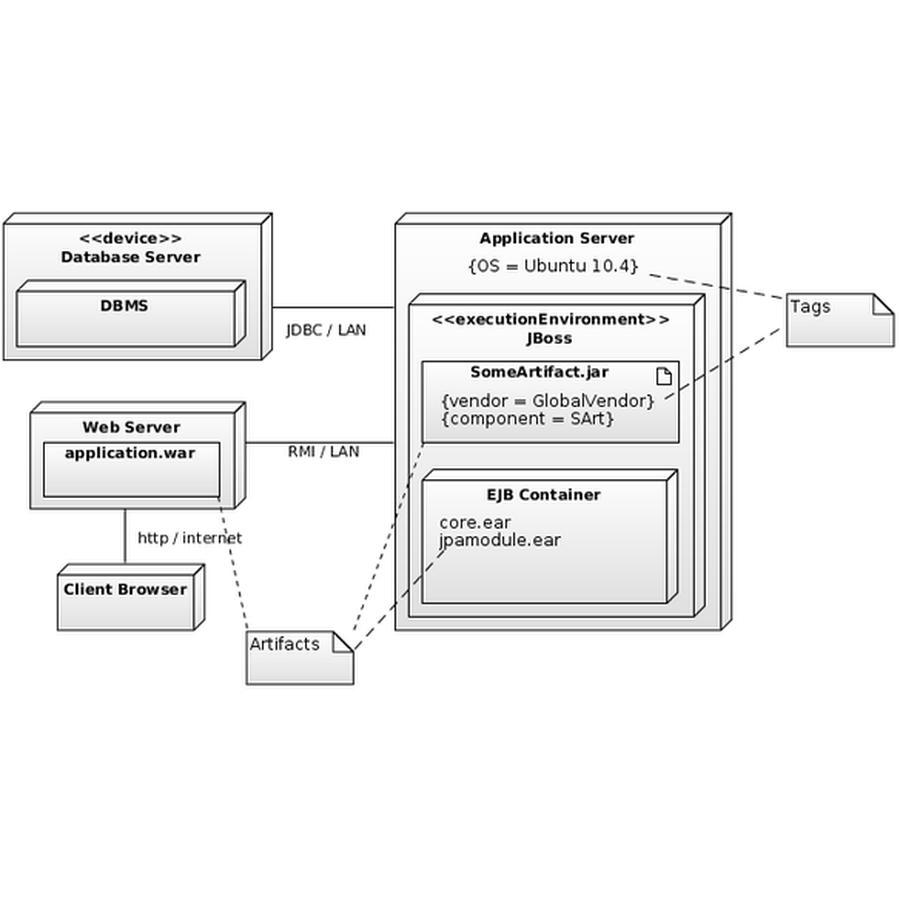 <<device>>
Database Server
DBMS
JDBC / LAN
Application Server
{OS = Ubuntu 10.4}
<<executionEnvironment>>
JBoss
SomeArtifact.jar
{vendor = GlobalVendor}
{component = SArt}
Tags
Web Server
application.war
RMI / LAN
EJB Container
core.ear
jpamodule.ear
http / internet
Client Browser
Artifacts